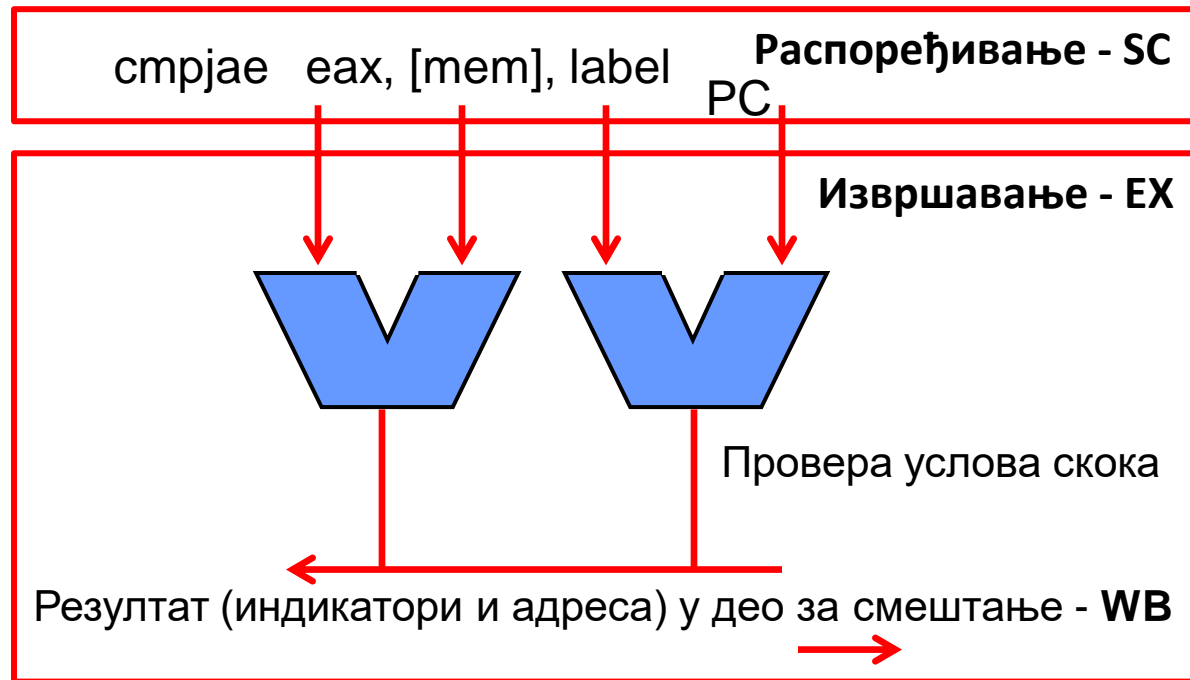 Распоређивање - SC
cmpjae eax, [mem], label
PC
Извршавање - EX
Провера услова скока
Резултат (индикатори и адреса) у део за смештање - WB